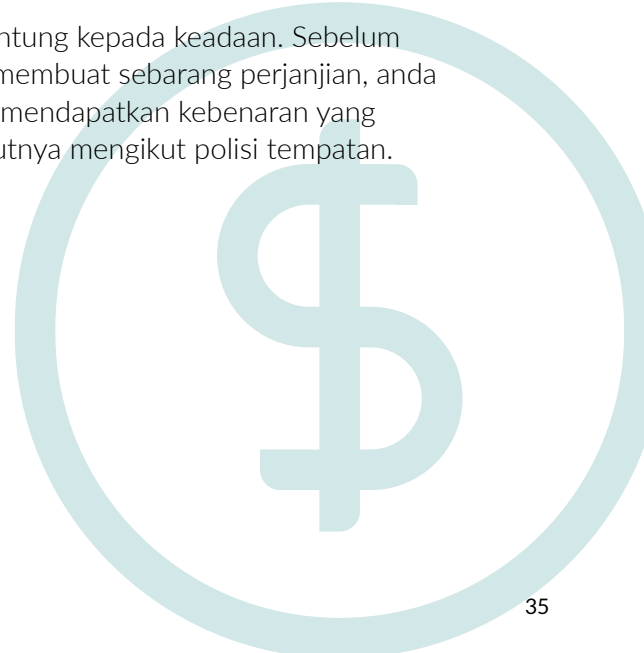 ntung kepada keadaan. Sebelum
membuat sebarang perjanjian, anda
mendapatkan kebenaran yang
utnya mengikut polisi tempatan.
35